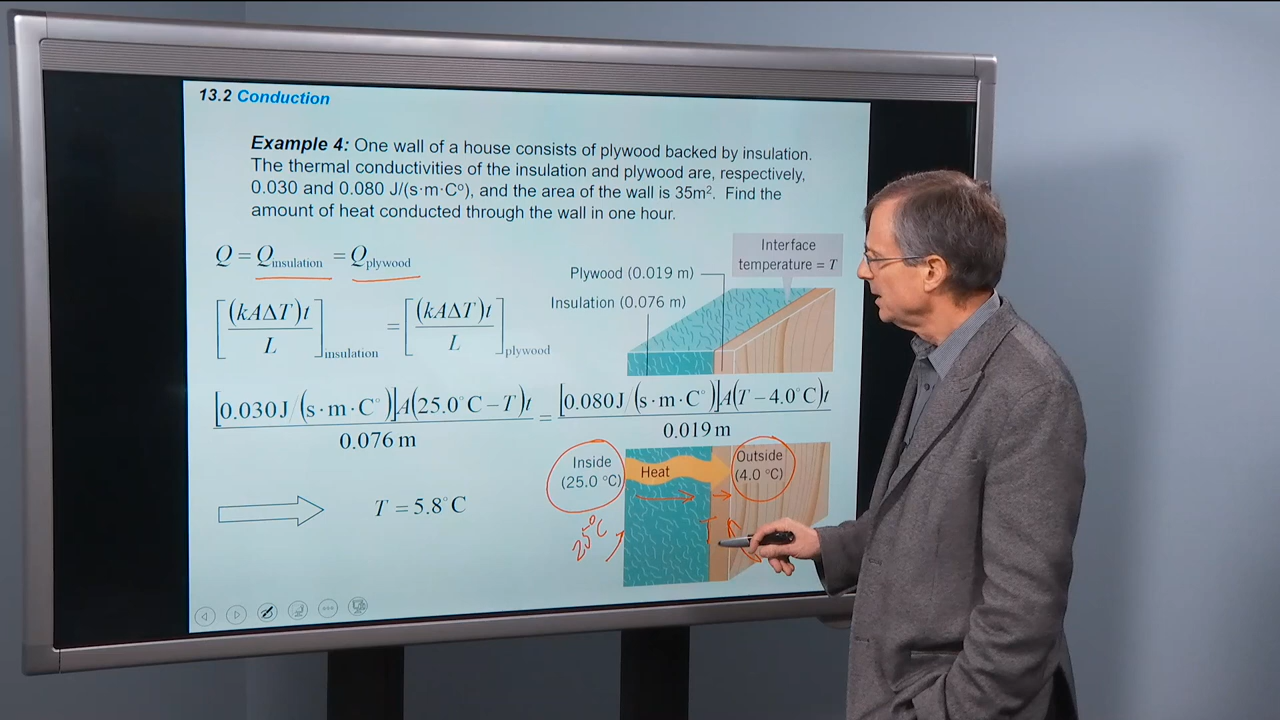 13.2 Conduction
Example 4: One wall of a house consists of plywood backed by insulation.
The thermal conductivities of the insulation and plywood are, respectively,
0.030 and 0.080 J/(s·m·C°), and the area of the wall is 35m². Find the
amount of heat conducted through the wall in one hour.
Q = Q_insulation = Q_plywood
[(kAΔT)t / L]_insulation = [(kAΔT)t / L]_plywood
Interface
temperature = T
Plywood (0.019 m)
Insulation (0.076 m)
[0.030J/(s·m·C°)]A(25.0°C−T)t / 0.076 m = [0.080J/(s·m·C°)]A(T−4.0°C)t / 0.019 m
T = 5.8°C
Inside
(25.0 °C)
Heat
Outside
(4.0 °C)
25°C
T